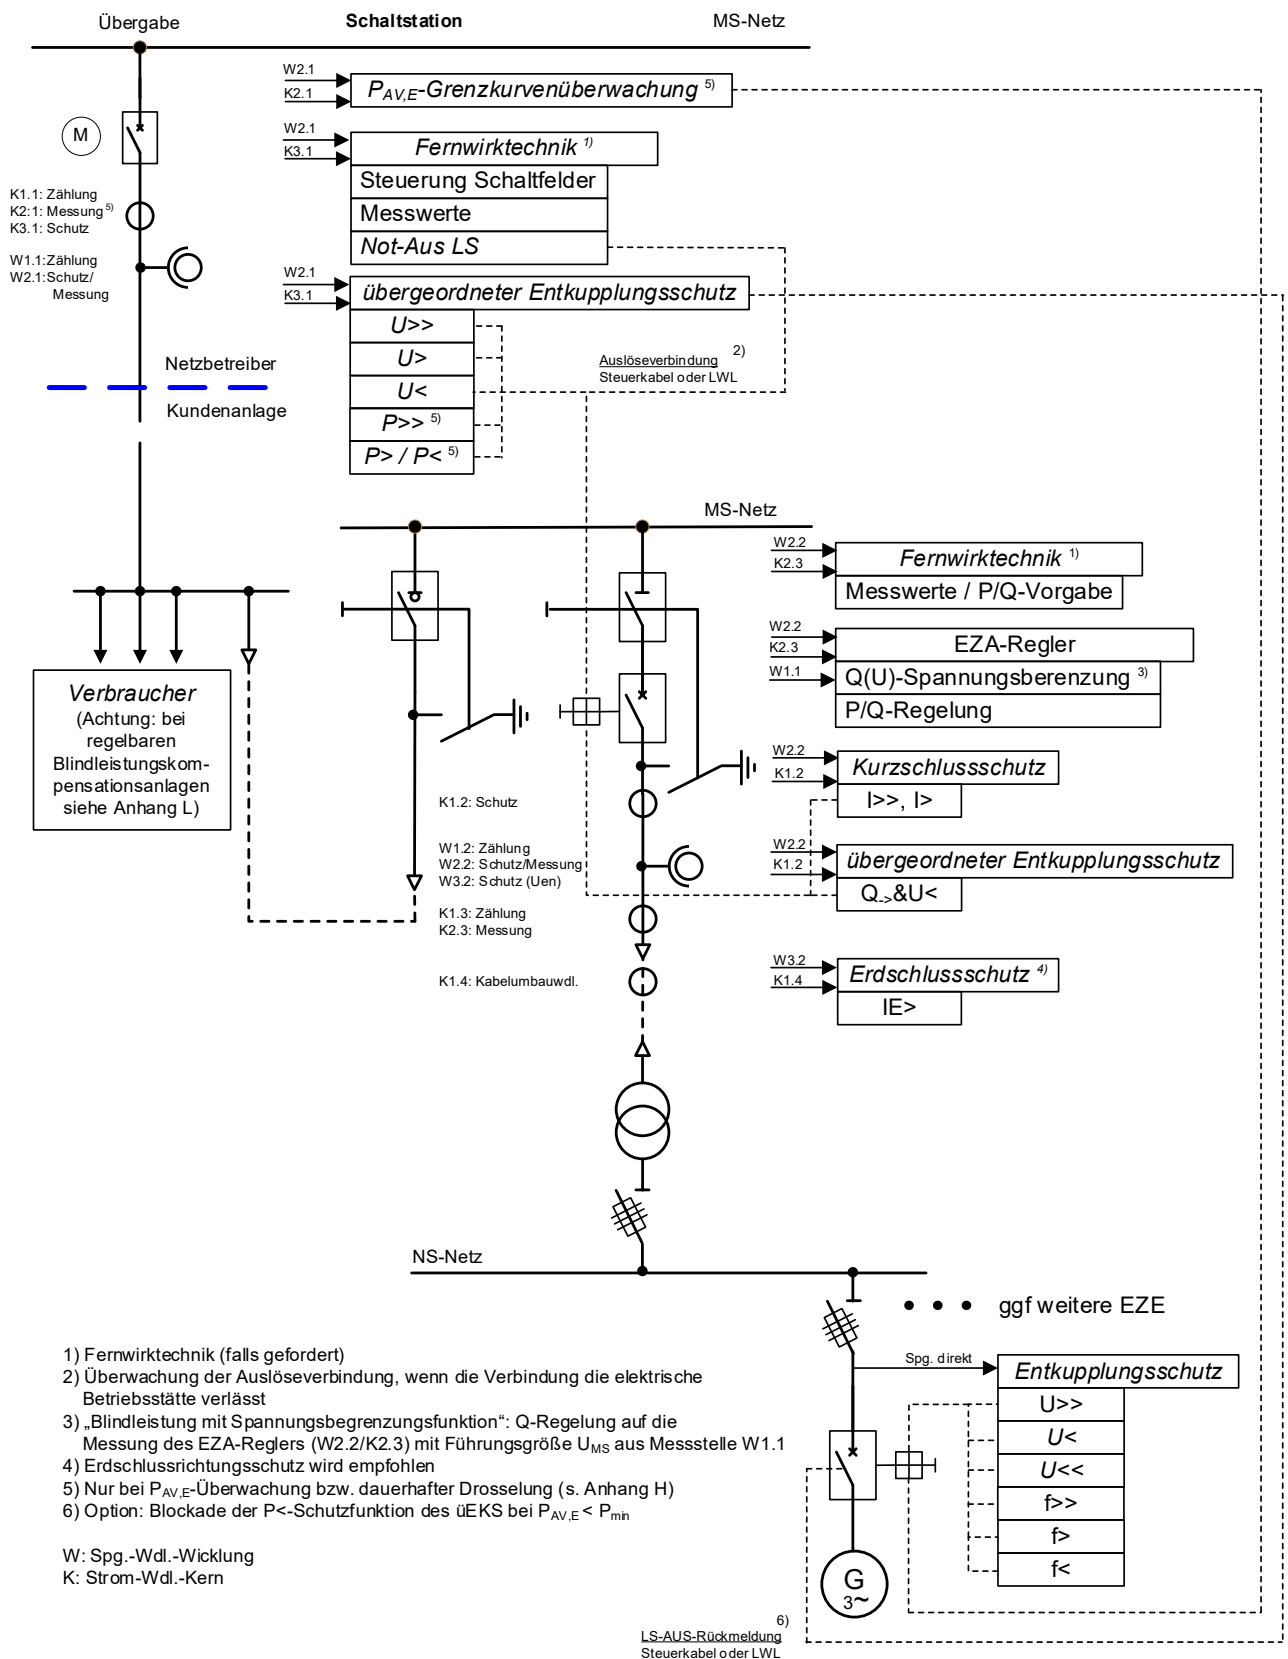 Übergabe
Schaltstation
MS-Netz
W2.1
K2.1
P_AV,E-Grenzkurvenüberwachung 5)
M
W2.1
K3.1
Fernwirktechnik 1)
Steuerung Schaltfelder
Messwerte
Not-Aus LS
K1.1: Zählung
K2:1: Messung 5)
K3.1: Schutz
W1.1: Zählung
W2.1: Schutz/
Messung
W2.1
K3.1
übergeordneter Entkupplungsschutz
U>>
U>
U<
P>> 5)
P> / P< 5)
Auslöseverbindung 2)
Steuerkabel oder LWL
Netzbetreiber
Kundenanlage
MS-Netz
W2.2
K2.3
Fernwirktechnik 1)
Messwerte / P/Q-Vorgabe
W2.2
K2.3
W1.1
EZA-Regler
Q(U)-Spannungsberenzung 3)
P/Q-Regelung
Verbraucher
(Achtung: bei
regelbaren
Blindleistungskom-
pensationsanlagen
siehe Anhang L)
W2.2
K1.2
Kurzschlussschutz
I>>, I>
K1.2: Schutz
W1.2: Zählung
W2.2: Schutz/Messung
W3.2: Schutz (Uen)
W2.2
K1.2
übergeordneter Entkupplungsschutz
Q->&U<
K1.3: Zählung
K2.3: Messung
K1.4: Kabelumbauwdl.
W3.2
K1.4
Erdschlussschutz 4)
IE>
NS-Netz
ggf weitere EZE
Spg. direkt
Entkupplungsschutz
U>>
U<
U<<
f>>
f>
f<
G
3~
1) Fernwirktechnik (falls gefordert)
2) Überwachung der Auslöseverbindung, wenn die Verbindung die elektrische
Betriebsstätte verlässt
3) „Blindleistung mit Spannungsbegrenzungsfunktion“: Q-Regelung auf die
Messung des EZA-Reglers (W2.2/K2.3) mit Führungsgröße U_MS aus Messstelle W1.1
4) Erdschlussrichtungsschutz wird empfohlen
5) Nur bei P_AV,E-Überwachung bzw. dauerhafter Drosselung (s. Anhang H)
6) Option: Blockade der P<-Schutzfunktion des üEKS bei P_AV,E < P_min
W: Spg.-Wdl.-Wicklung
K: Strom-Wdl.-Kern
LS-AUS-Rückmeldung 6)
Steuerkabel oder LWL